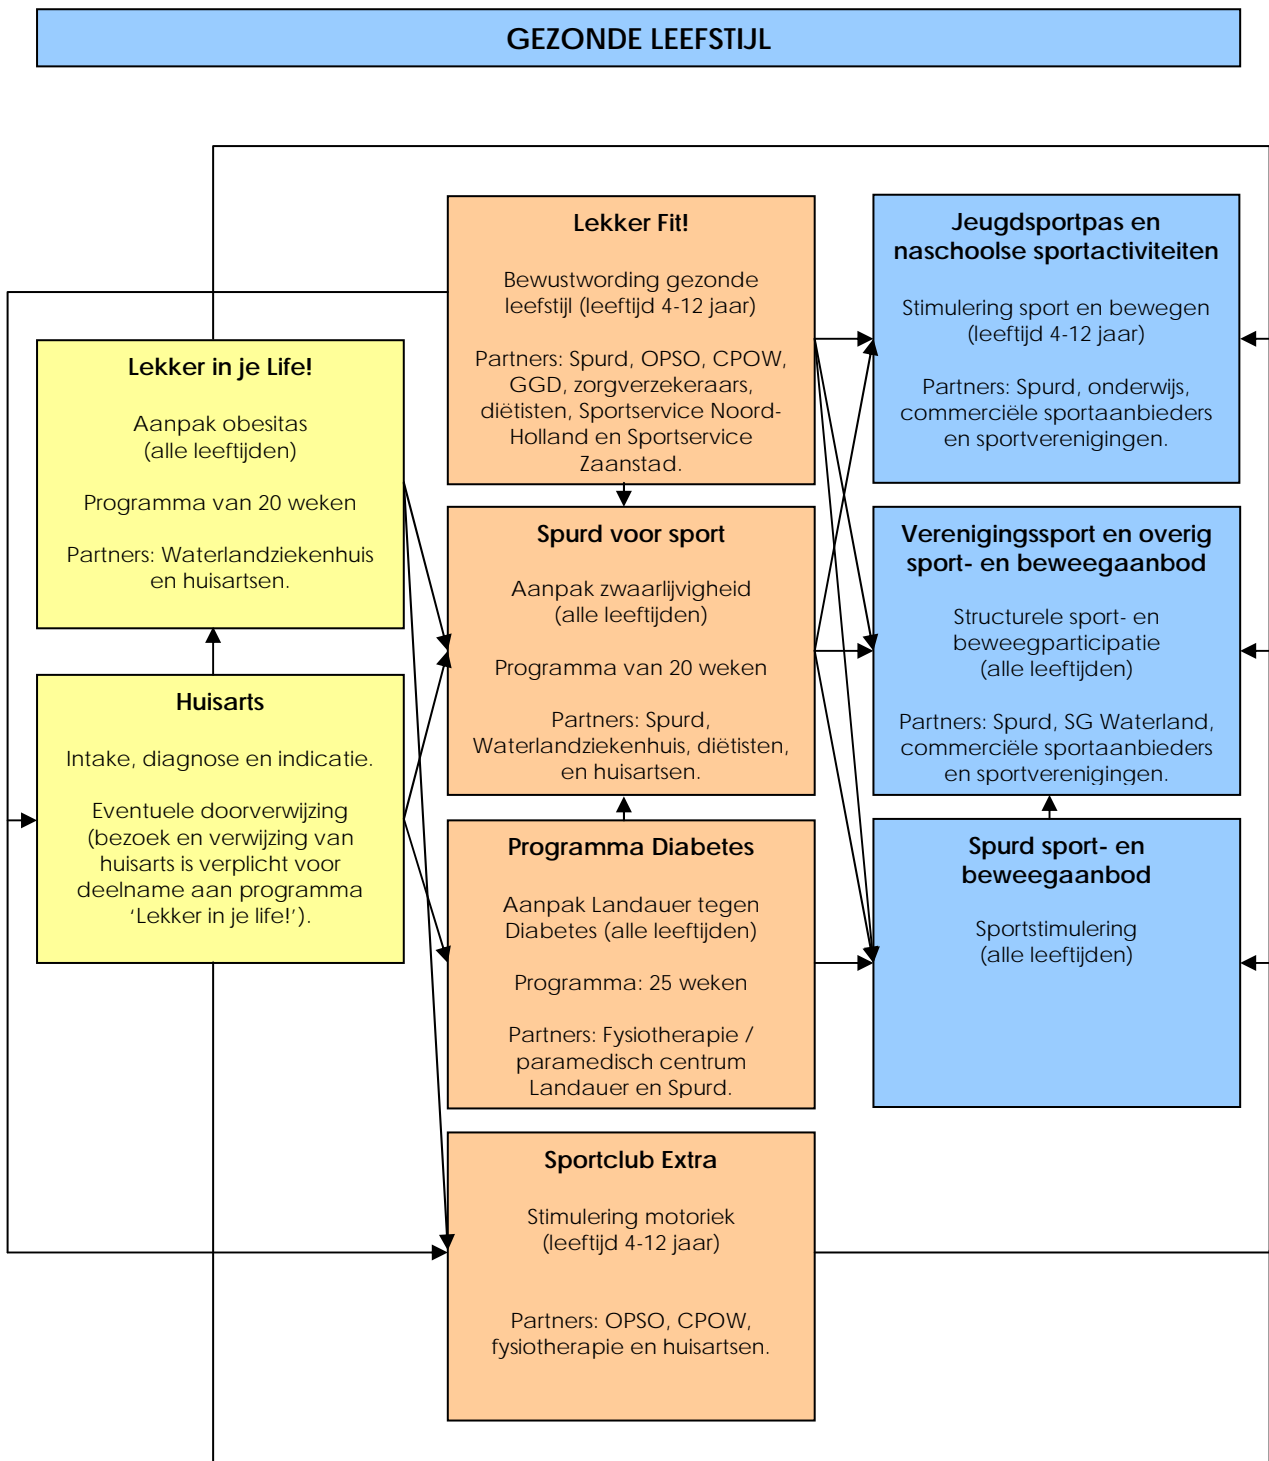 GEZONDE LEEFSTIJL
Lekker Fit!
Bewustwording gezonde
leefstijl (leeftijd 4-12 jaar)
Partners: Spurd, OPSO, CPOW,
GGD, zorgverzekeraars,
diëtisten, Sportservice Noord-
Holland en Sportservice
Zaanstad.
Jeugdsportpas en
naschoolse sportactiviteiten
Stimulering sport en bewegen
(leeftijd 4-12 jaar)
Partners: Spurd, onderwijs,
commerciële sportaanbieders
en sportverenigingen.
Lekker in je Life!
Aanpak obesitas
(alle leeftijden)
Programma van 20 weken
Partners: Waterlandziekenhuis
en huisartsen.
Spurd voor sport
Aanpak zwaarlijvigheid
(alle leeftijden)
Programma van 20 weken
Partners: Spurd,
Waterlandziekenhuis, diëtisten,
en huisartsen.
Verenigingssport en overig
sport- en beweegaanbod
Structurele sport- en
beweegparticipatie
(alle leeftijden)
Partners: Spurd, SG Waterland,
commerciële sportaanbieders
en sportverenigingen.
Huisarts
Intake, diagnose en indicatie.
Eventuele doorverwijzing
(bezoek en verwijzing van
huisarts is verplicht voor
deelname aan programma
‘Lekker in je life!’).
Programma Diabetes
Aanpak Landauer tegen
Diabetes (alle leeftijden)
Programma: 25 weken
Partners: Fysiotherapie /
paramedisch centrum
Landauer en Spurd.
Spurd sport- en
beweegaanbod
Sportstimulering
(alle leeftijden)
Sportclub Extra
Stimulering motoriek
(leeftijd 4-12 jaar)
Partners: OPSO, CPOW,
fysiotherapie en huisartsen.